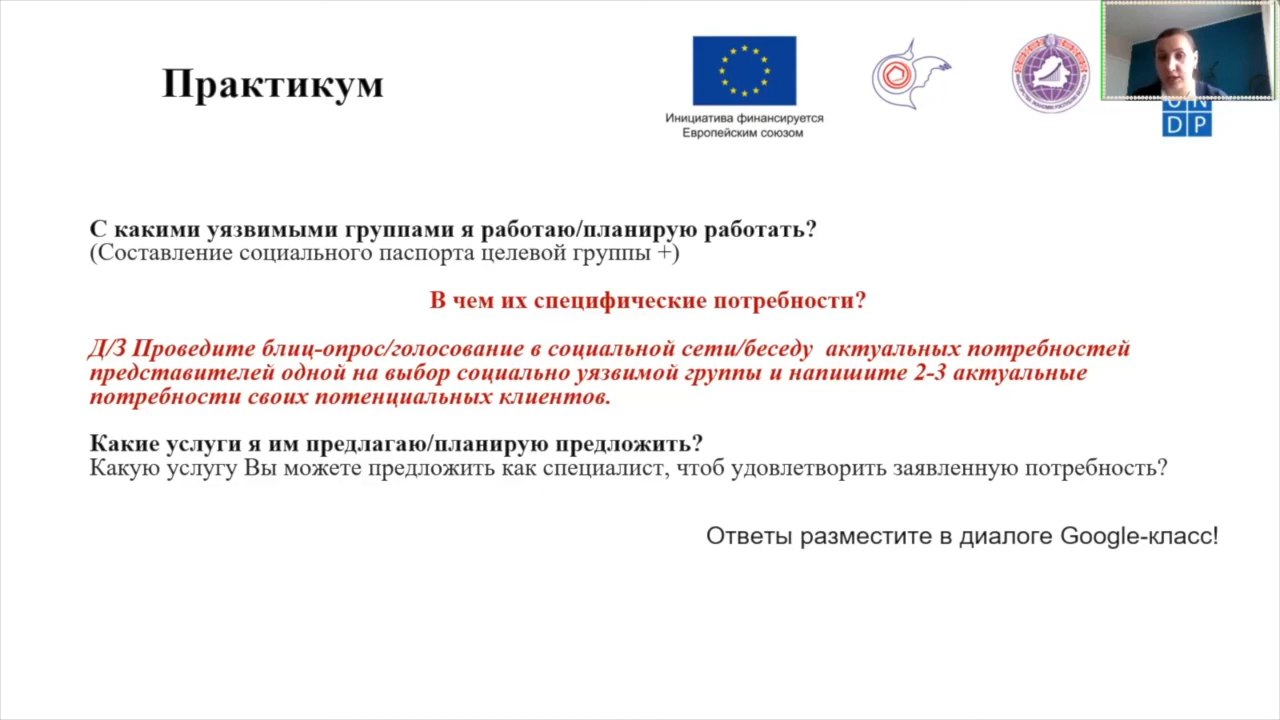 Практикум
Инициатива финансируется
Европейским союзом
DP
С какими уязвимыми группами я работаю/планирую работать?
(Составление социального паспорта целевой группы +)
В чем их специфические потребности?
Д/З Проведите блиц-опрос/голосование в социальной сети/беседу актуальных потребностей
представителей одной на выбор социально уязвимой группы и напишите 2-3 актуальные
потребности своих потенциальных клиентов.
Какие услуги я им предлагаю/планирую предложить?
Какую услугу Вы можете предложить как специалист, чтоб удовлетворить заявленную потребность?
Ответы разместите в диалоге Google-класс!